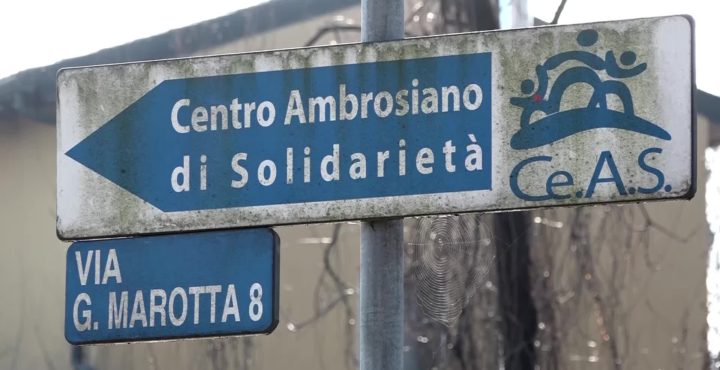 Centro Ambrosiano
di Solidarietà
Ce.A.S.
VIA
G. MAROTTA 8